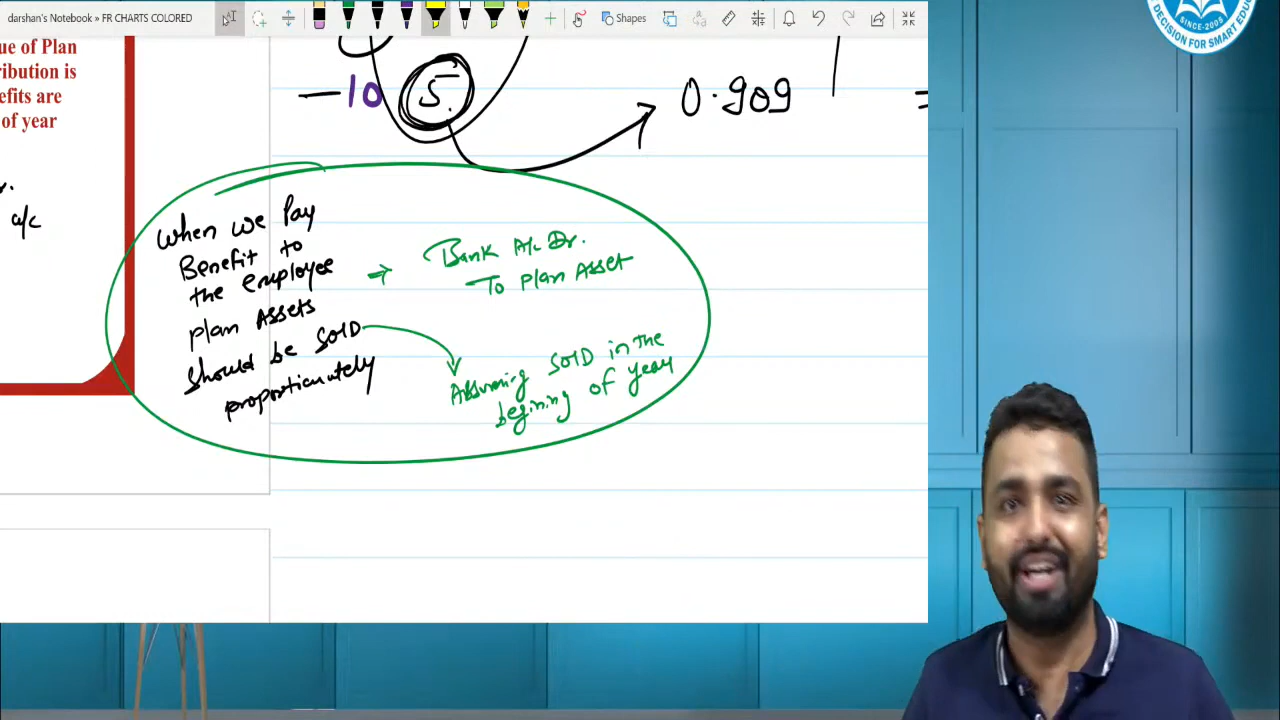 darshan's Notebook » FR CHARTS COLORED
Shapes
ue of Plan
ribution is
efits are
of year
r.
a/c
DECISION FOR SMART EDU
SINCE-2005
-10
5
0.909
=
When we Pay
Benefit to
the Employee
plan Assets
should be SOLD
proportionately
→ Bank A/c Dr.
To Plan Asset
Assuming SOLD in the
begining of year